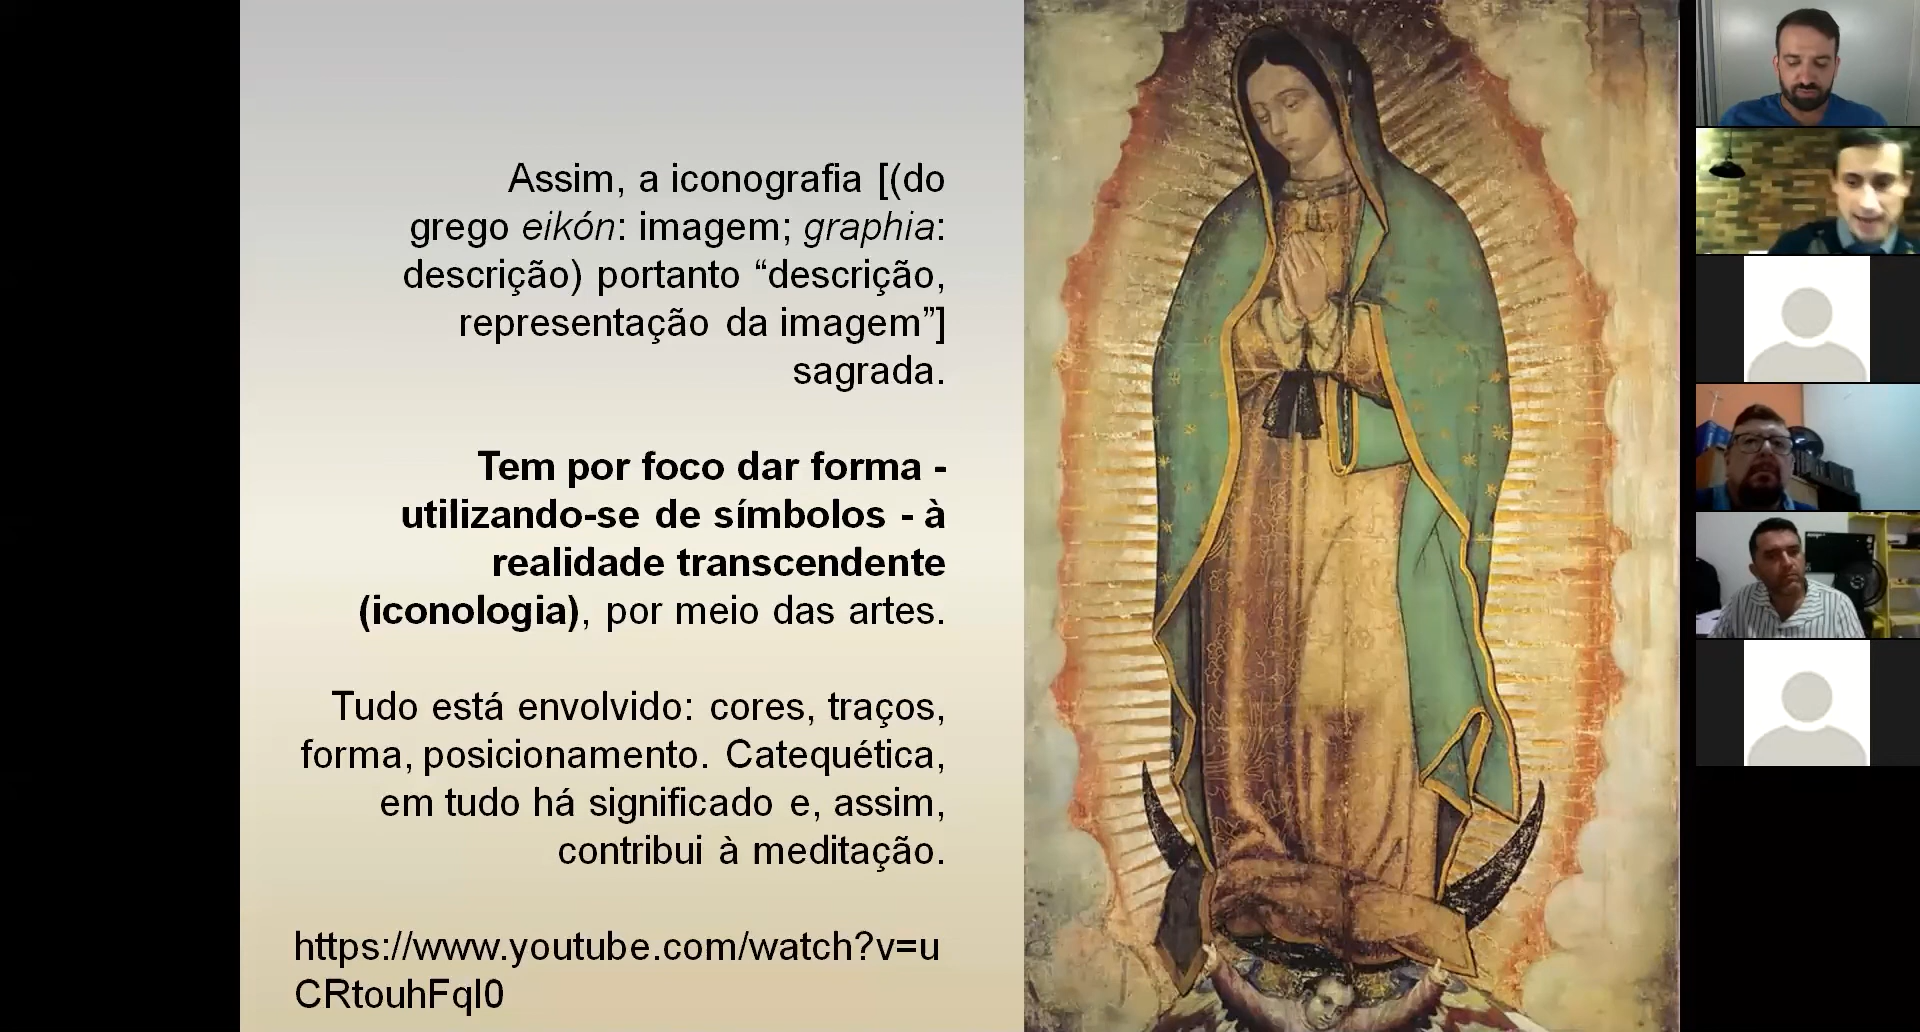 Assim, a iconografia [(do
grego eikón: imagem; graphia:
descrição) portanto “descrição,
representação da imagem”]
sagrada.
Tem por foco dar forma -
utilizando-se de símbolos - à
realidade transcendente
(iconologia), por meio das artes.
Tudo está envolvido: cores, traços,
forma, posicionamento. Catequética,
em tudo há significado e, assim,
contribui à meditação.
https://www.youtube.com/watch?v=u
CRtouhFqI0